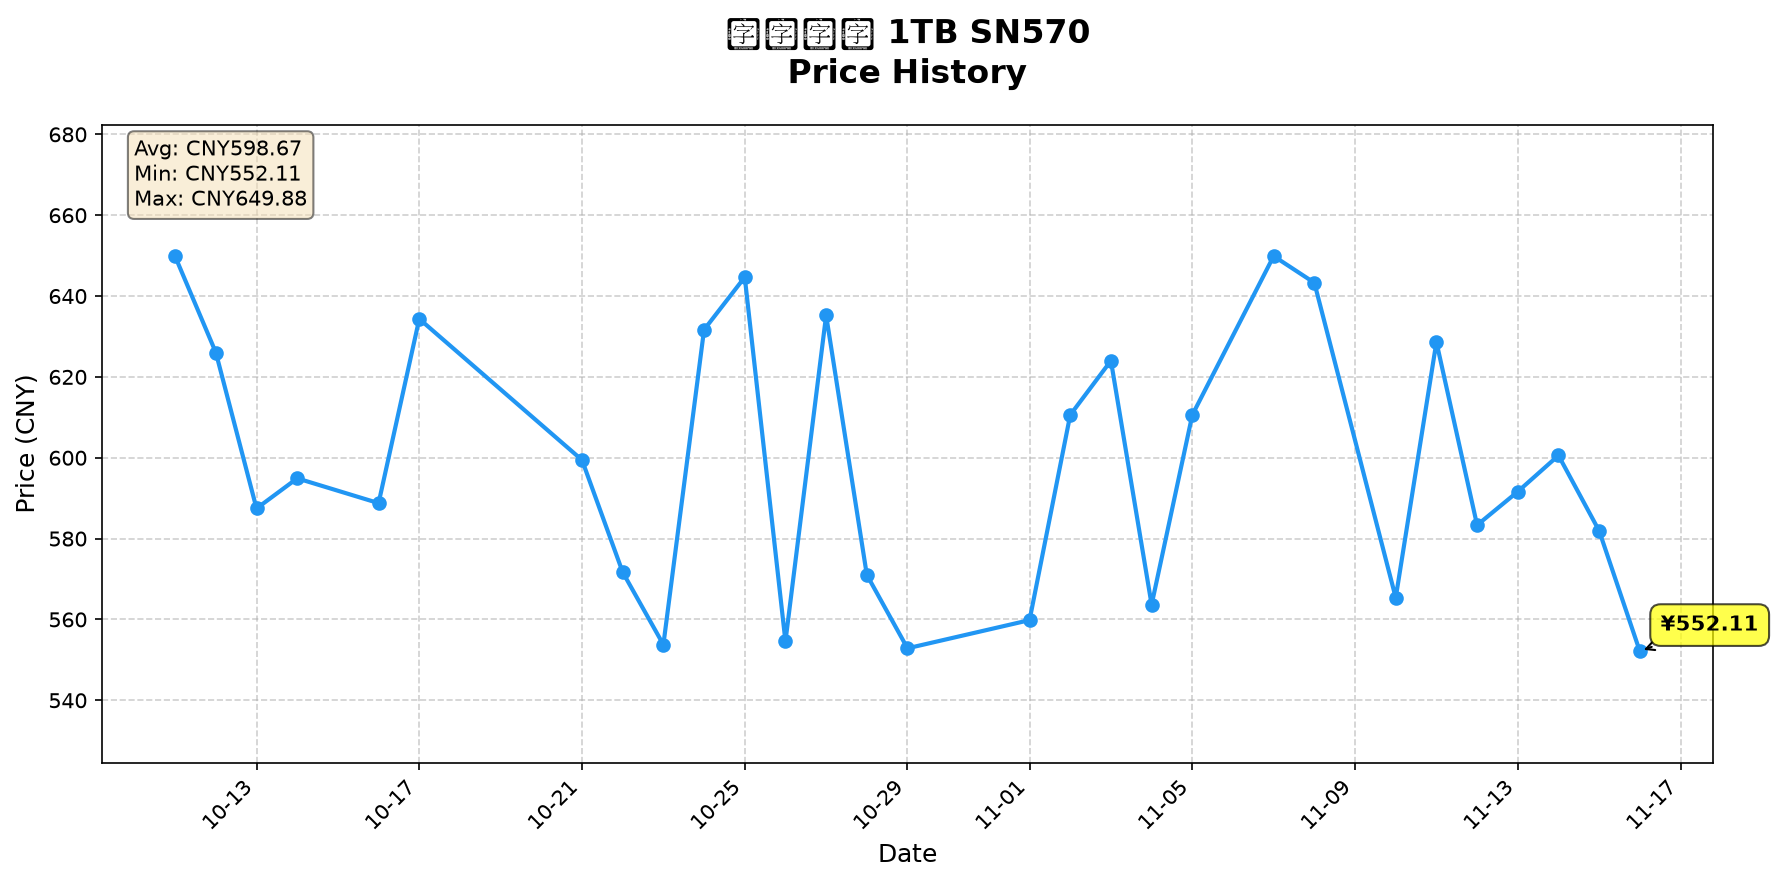 1TB SN570
Price History
Avg: CNY598.67
Min: CNY552.11
Max: CNY649.88
680
660
640
620
600
580
560
540
Price (CNY)
¥552.11
10-13
10-17
10-21
10-25
10-29
11-01
11-05
11-09
11-13
11-17
Date